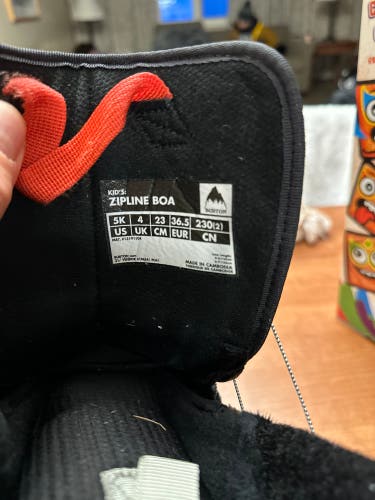 KID'S:
ZIPLINE BOA
BURTON
5K 4 23 36.5 230(2)
US UK CM EUR CN
MADE IN CAMBODIA